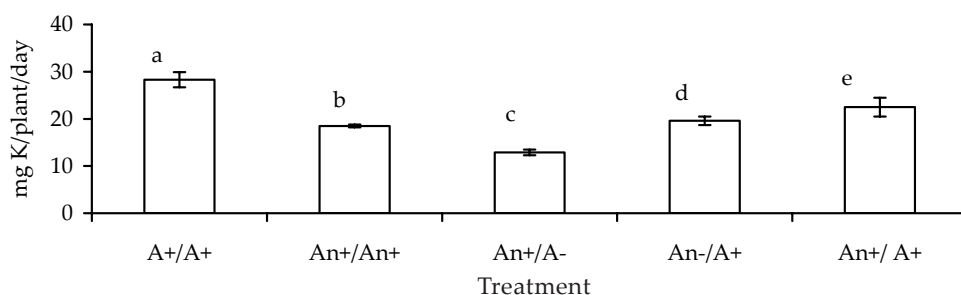 mg K/plant/day
40
30
20
10
0
a
b
c
d
e
A+/A+
An+/An+
An+/A-
An-/A+
An+/ A+
Treatment